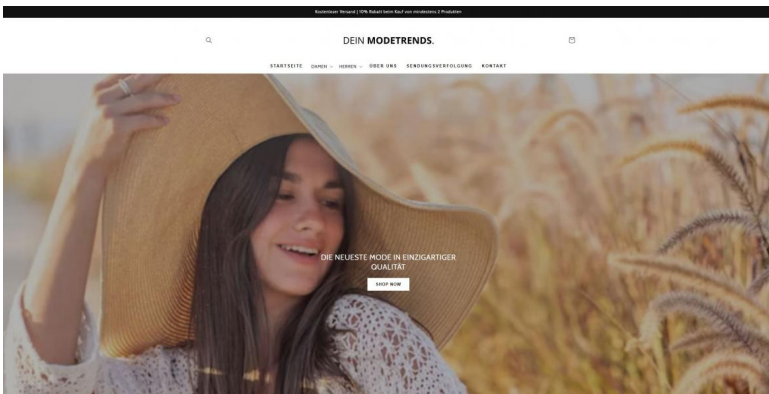 Kostenloser Versand | 10% Rabatt beim Kauf von mindestens 2 Produkten
DEIN MODETRENDS.
STARTSEITE DAMEN HERREN ÜBER UNS SENDUNGSVERFOLGUNG KONTAKT
DIE NEUESTE MODE IN EINZIGARTIGER
QUALITÄT
SHOP NOW